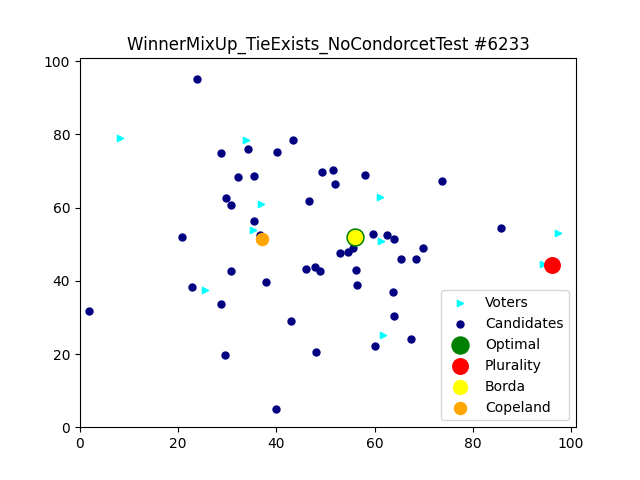 WinnerMixUp_TieExists_NoCondorcetTest #6233
100
80
60
40
20
0
0
20
40
60
80
100
Voters
Candidates
Optimal
Plurality
Borda
Copeland